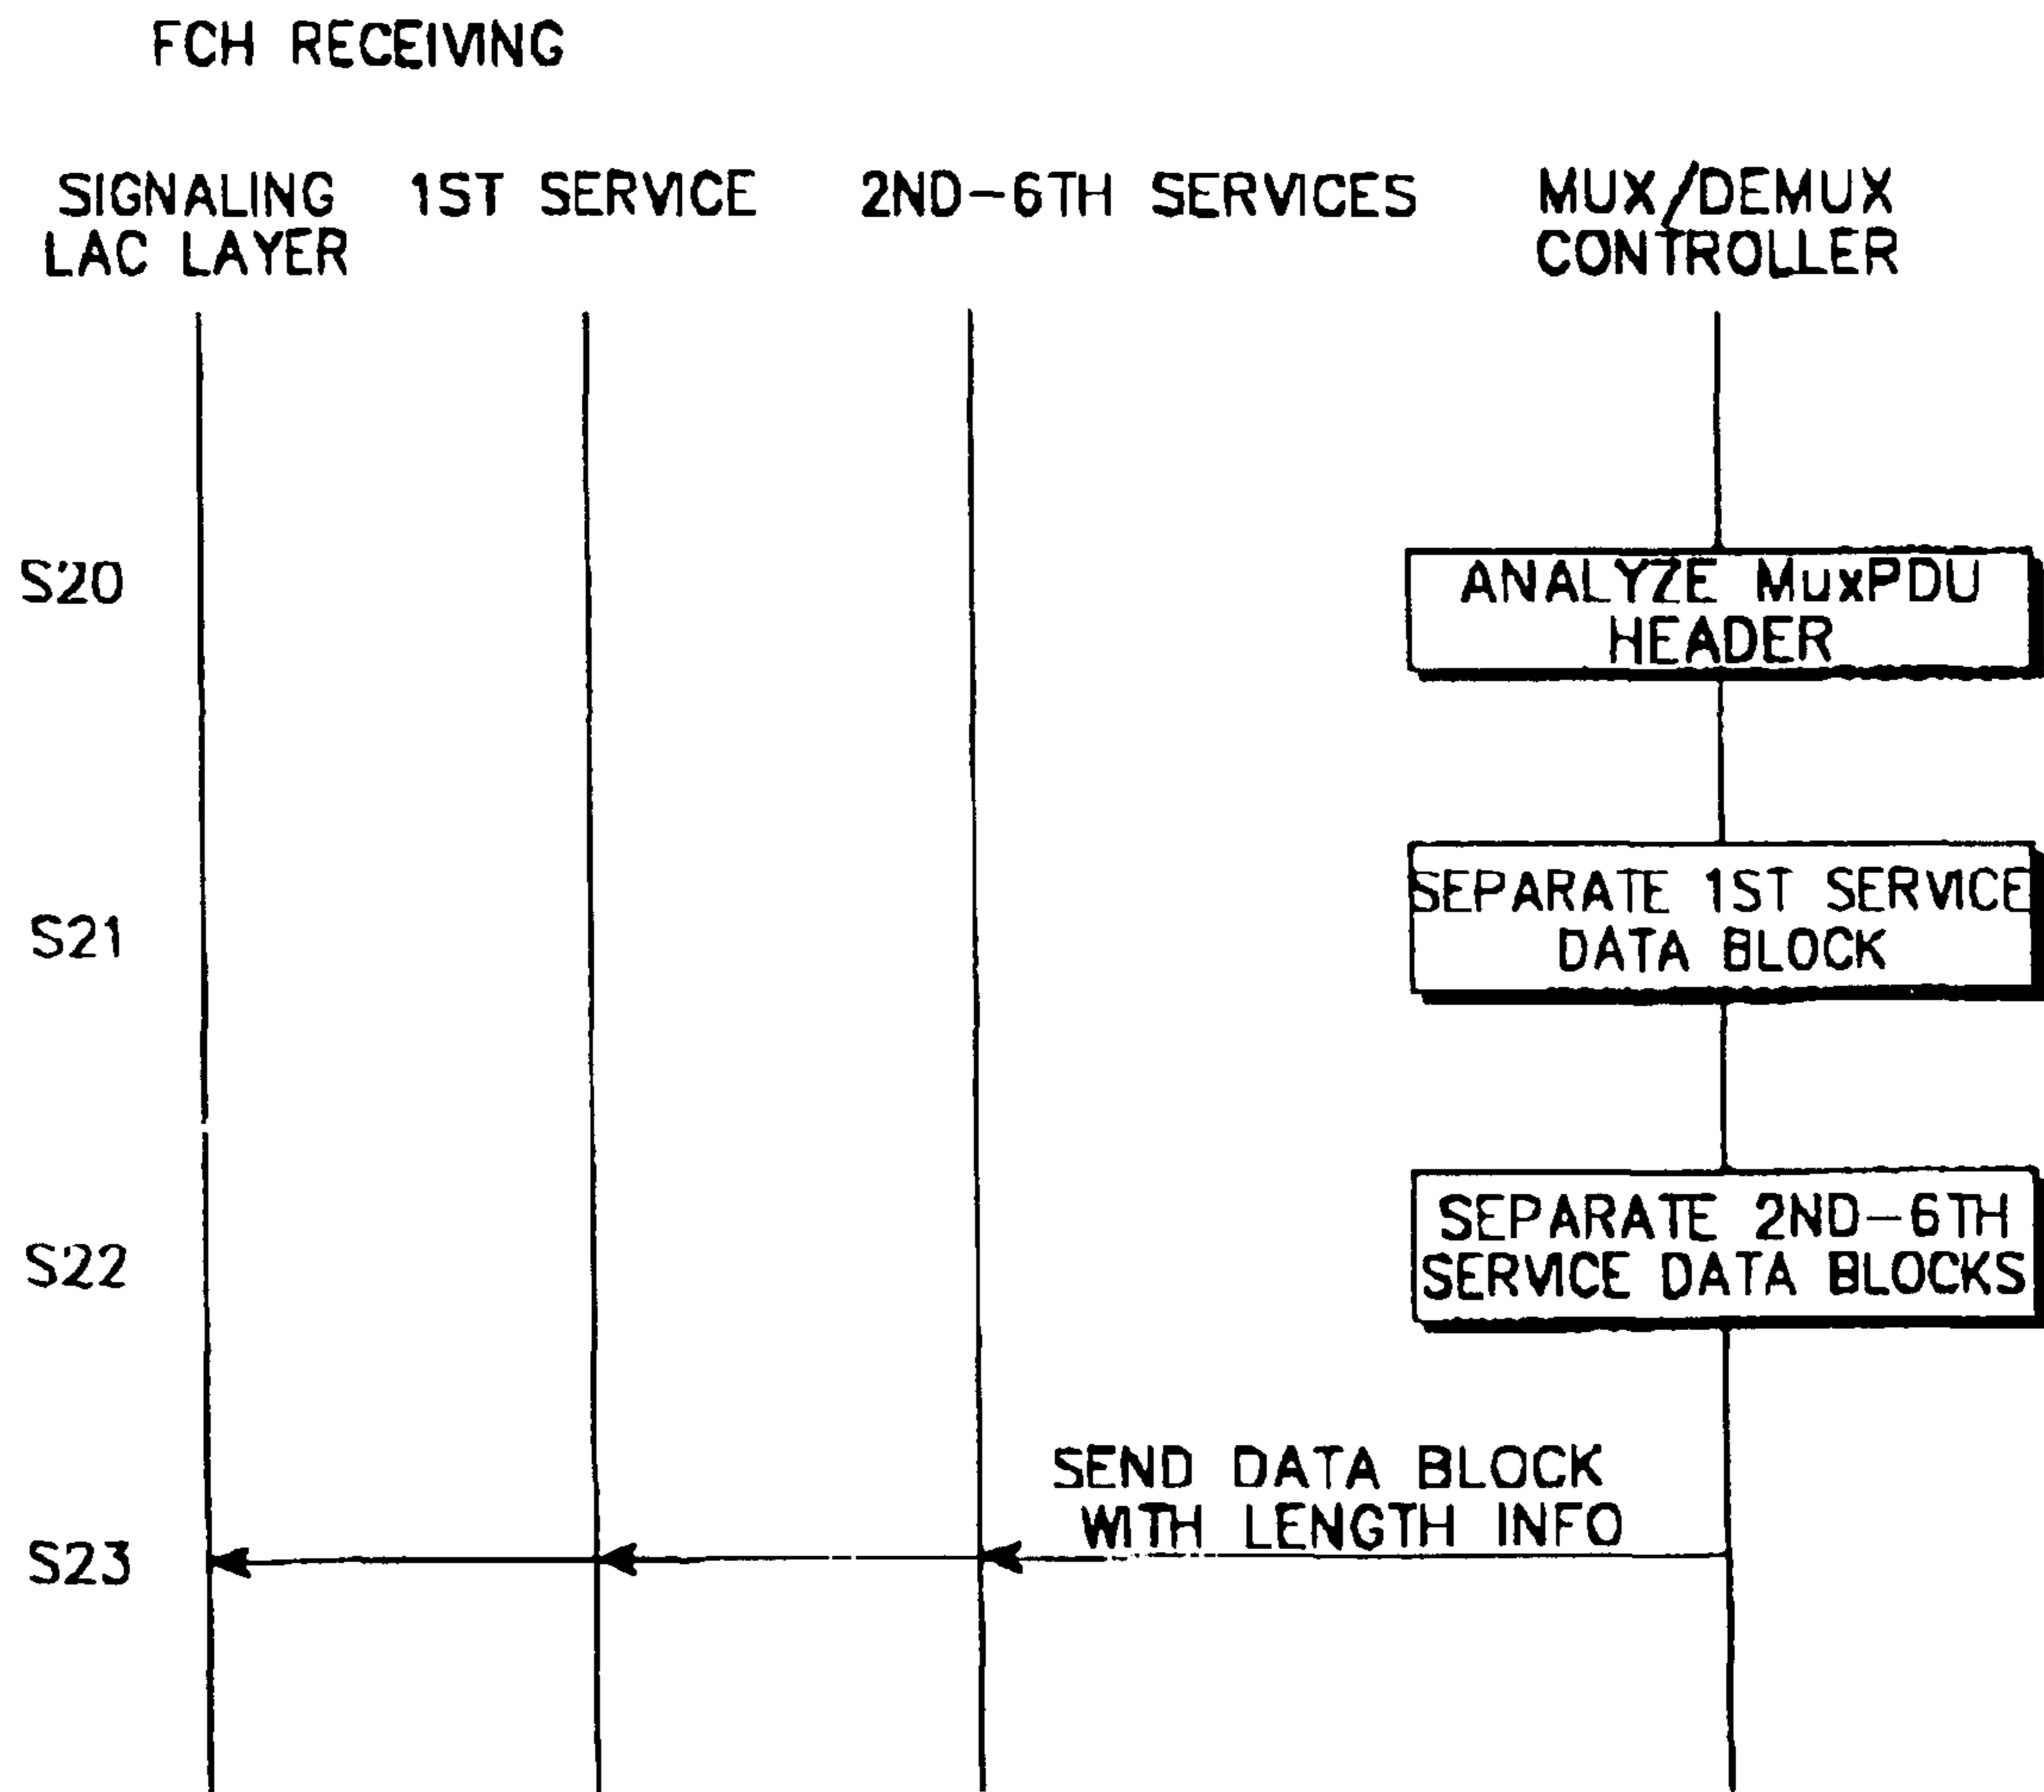 FCH RECEIVING
SIGNALING
LAC LAYER
1ST SERVICE
2ND-6TH SERVICES
MUX/DEMUX
CONTROLLER
S20
ANALYZE MuxPDU
HEADER
S21
SEPARATE 1ST SERVICE
DATA BLOCK
S22
SEPARATE 2ND-6TH
SERVICE DATA BLOCKS
SEND DATA BLOCK
WITH LENGTH INFO
S23